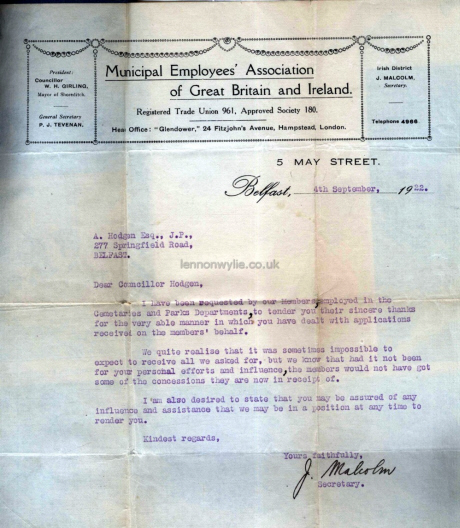 President:
Councillor
W. H. GIRLING,
Mayor of Shoreditch.
General Secretary
P. J. TEVENAN.
Municipal Employees' Association
of Great Britain and Ireland.
Registered Trade Union 961, Approved Society 180.
Head Office: "Glendower," 24 Fitzjohn's Avenue, Hampstead, London.
Irish District
J. MALCOLM,
Secretary.
Telephone 4966
5 MAY STREET.
Belfast, 4th September, 1922.
A. Hodgen Esq., J.P.,
277 Springfield Road,
BELFAST.
lennonwylie.co.uk
Dear Councillor Hodgen,
I have been requested by our Members, employed in the
Cemetaries and Parks Departments, to tender you their sincere thanks
for the very able manner in which you have dealt with applications
received on the members' behalf.
We quite realise that it was sometimes impossible to
expect to receive all we asked for, but we know that had it not been
for your personal efforts and influence, the members would not have got
some of the concessions they are now in receipt of.
I am also desired to state that you may be assured of any
influence and assistance that we may be in a position at any time to
render you.
Kindest regards,
Yours faithfully,
J. Malcolm
Secretary.